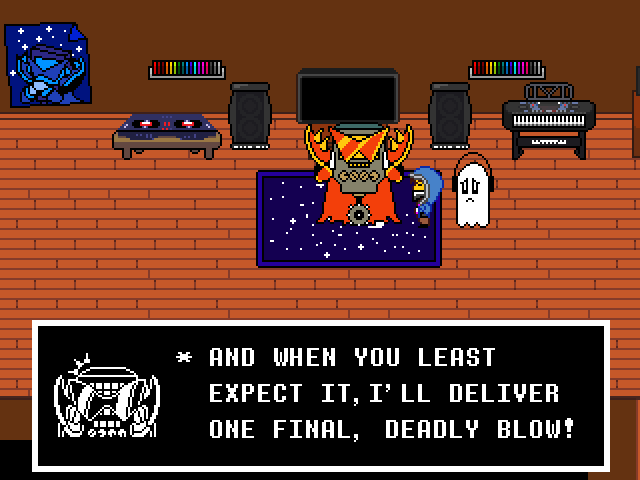 * AND WHEN YOU LEAST
EXPECT IT, I'LL DELIVER
ONE FINAL, DEADLY BLOW!